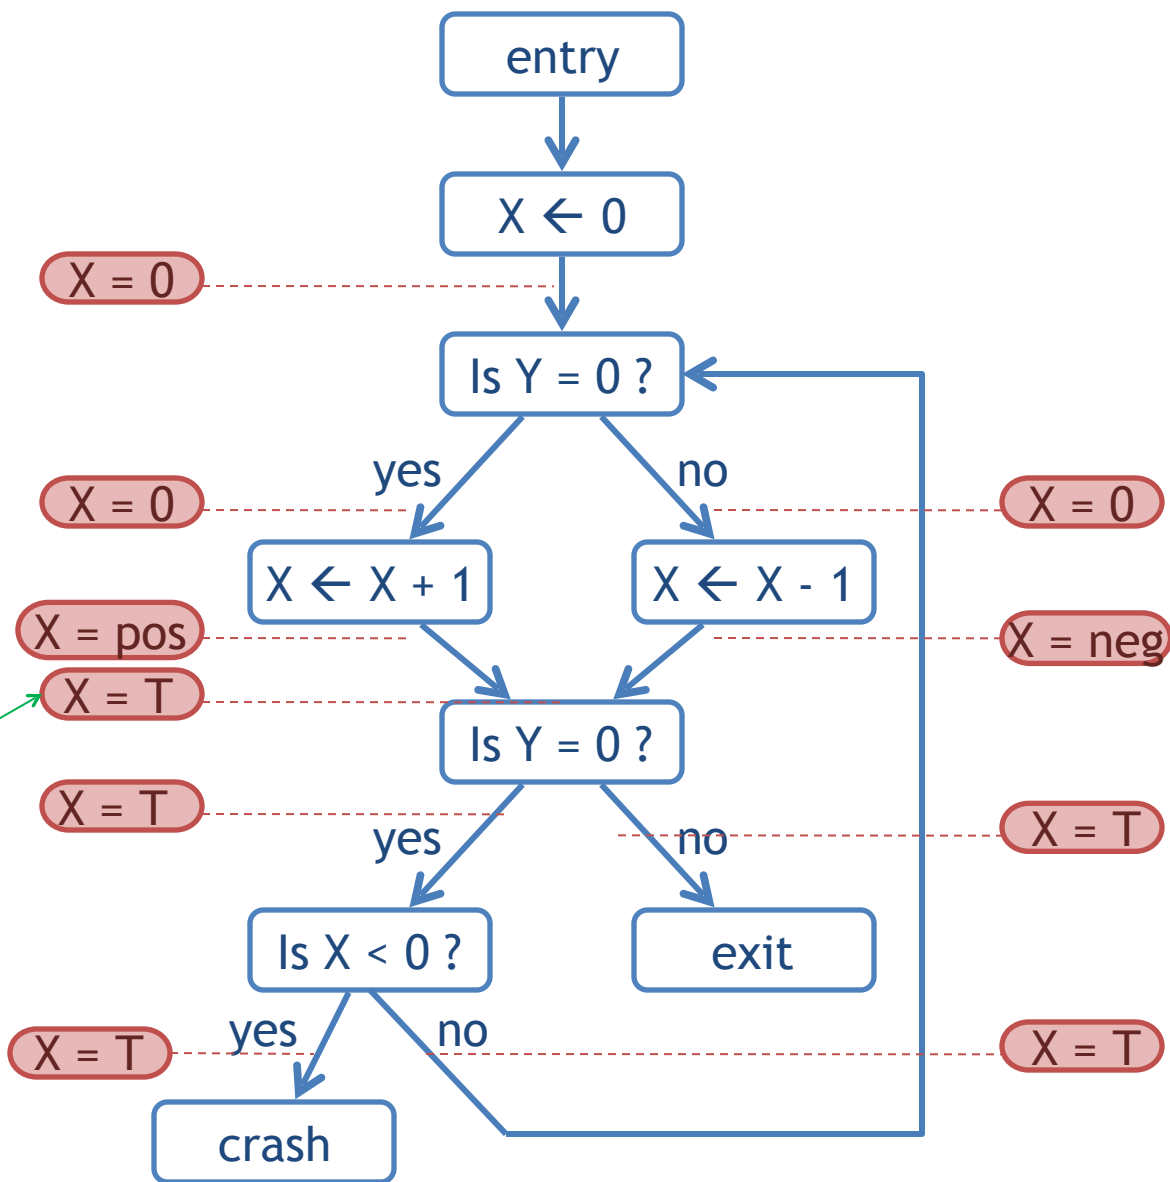 entry
X ← 0
X = 0
Is Y = 0 ?
yes
no
X = 0
X = 0
X ← X + 1
X ← X - 1
X = pos
X = neg
X = T
Is Y = 0 ?
X = T
yes
no
X = T
Is X < 0 ?
exit
yes
no
X = T
X = T
crash